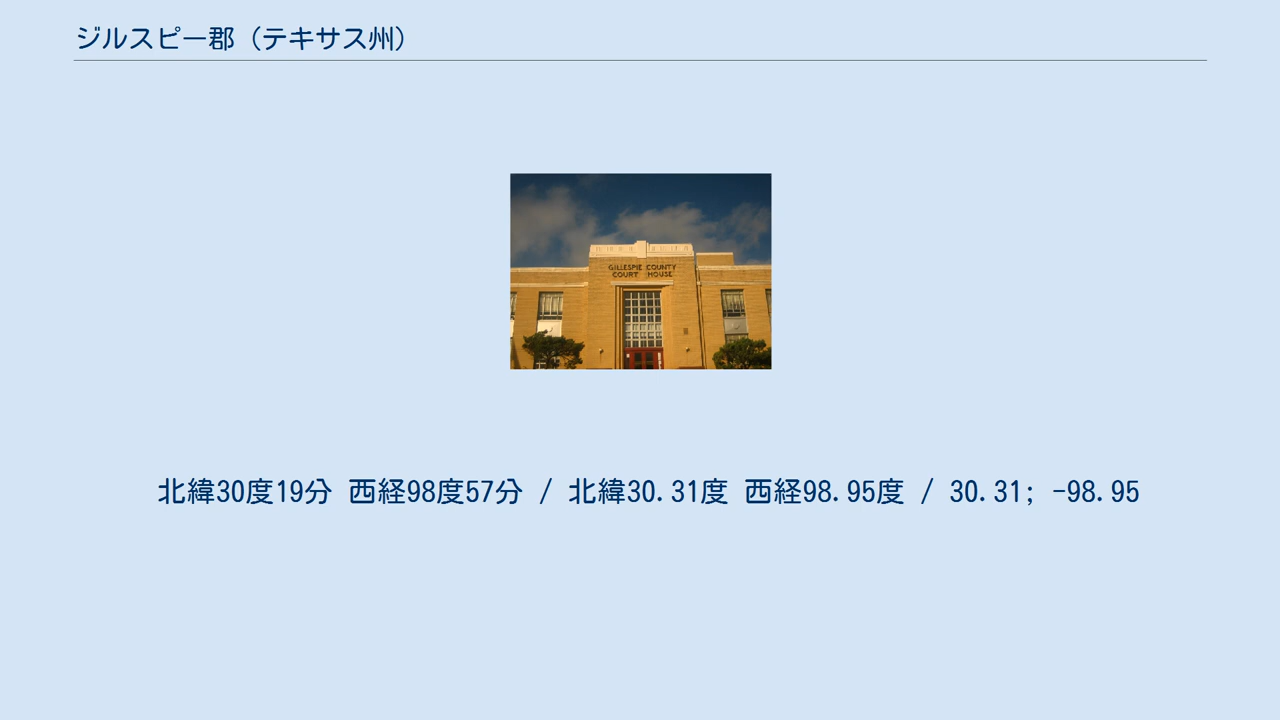 ジルスピー郡（テキサス州）
GILLESPIE COUNTY
COURT HOUSE
北緯30度19分 西経98度57分 / 北緯30.31度 西経98.95度 / 30.31; -98.95